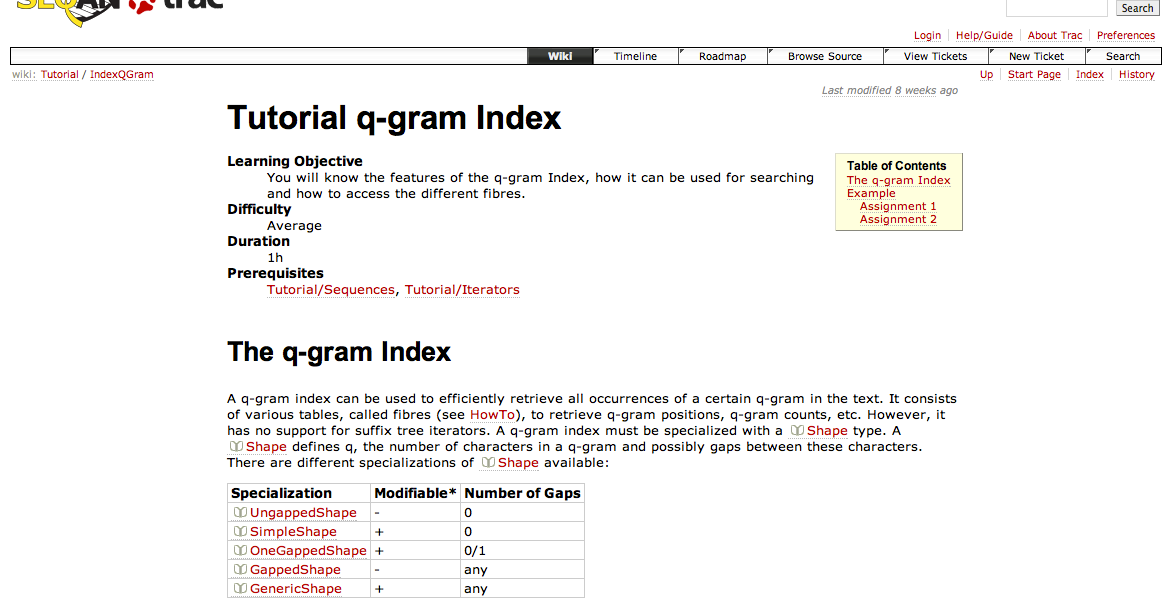 SEQAN trac
Search
Login Help/Guide About Trac Preferences
Wiki Timeline Roadmap Browse Source View Tickets New Ticket Search
wiki: Tutorial / IndexQGram
Up Start Page Index History
Last modified 8 weeks ago
Tutorial q-gram Index
Learning Objective
You will know the features of the q-gram Index, how it can be used for searching
and how to access the different fibres.
Difficulty
Average
Duration
1h
Prerequisites
Tutorial/Sequences, Tutorial/Iterators
Table of Contents
The q-gram Index
Example
Assignment 1
Assignment 2
The q-gram Index
A q-gram index can be used to efficiently retrieve all occurrences of a certain q-gram in the text. It consists
of various tables, called fibres (see HowTo), to retrieve q-gram positions, q-gram counts, etc. However, it
has no support for suffix tree iterators. A q-gram index must be specialized with a Shape type. A
Shape defines q, the number of characters in a q-gram and possibly gaps between these characters.
There are different specializations of Shape available:
Specialization Modifiable* Number of Gaps
UngappedShape - 0
SimpleShape + 0
OneGappedShape + 0/1
GappedShape - any
GenericShape + any